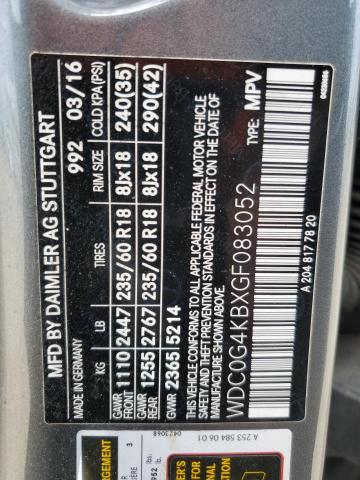 MFD BY DAIMLER AG STUTTGART
MADE IN GERMANY 992 03/16
KG LB TIRES RIM SIZE COLD KPA(PSI)
GAWR FRONT 1110 2447 235/60 R18 8Jx18 240(35)
GAWR REAR 1255 2767 235/60 R18 8Jx18 290(42)
GVWR 2365 5214
THIS VEHICLE CONFORMS TO ALL APPLICABLE FEDERAL MOTOR VEHICLE
SAFETY, BUMPER, AND THEFT PREVENTION STANDARDS IN EFFECT
ON THE DATE OF MANUFACTURE SHOWN ABOVE.
WDC0G4KBXGF083052 TYPE: MPV
A 204 817 78 20
A 253 584 06 01
0423068
3